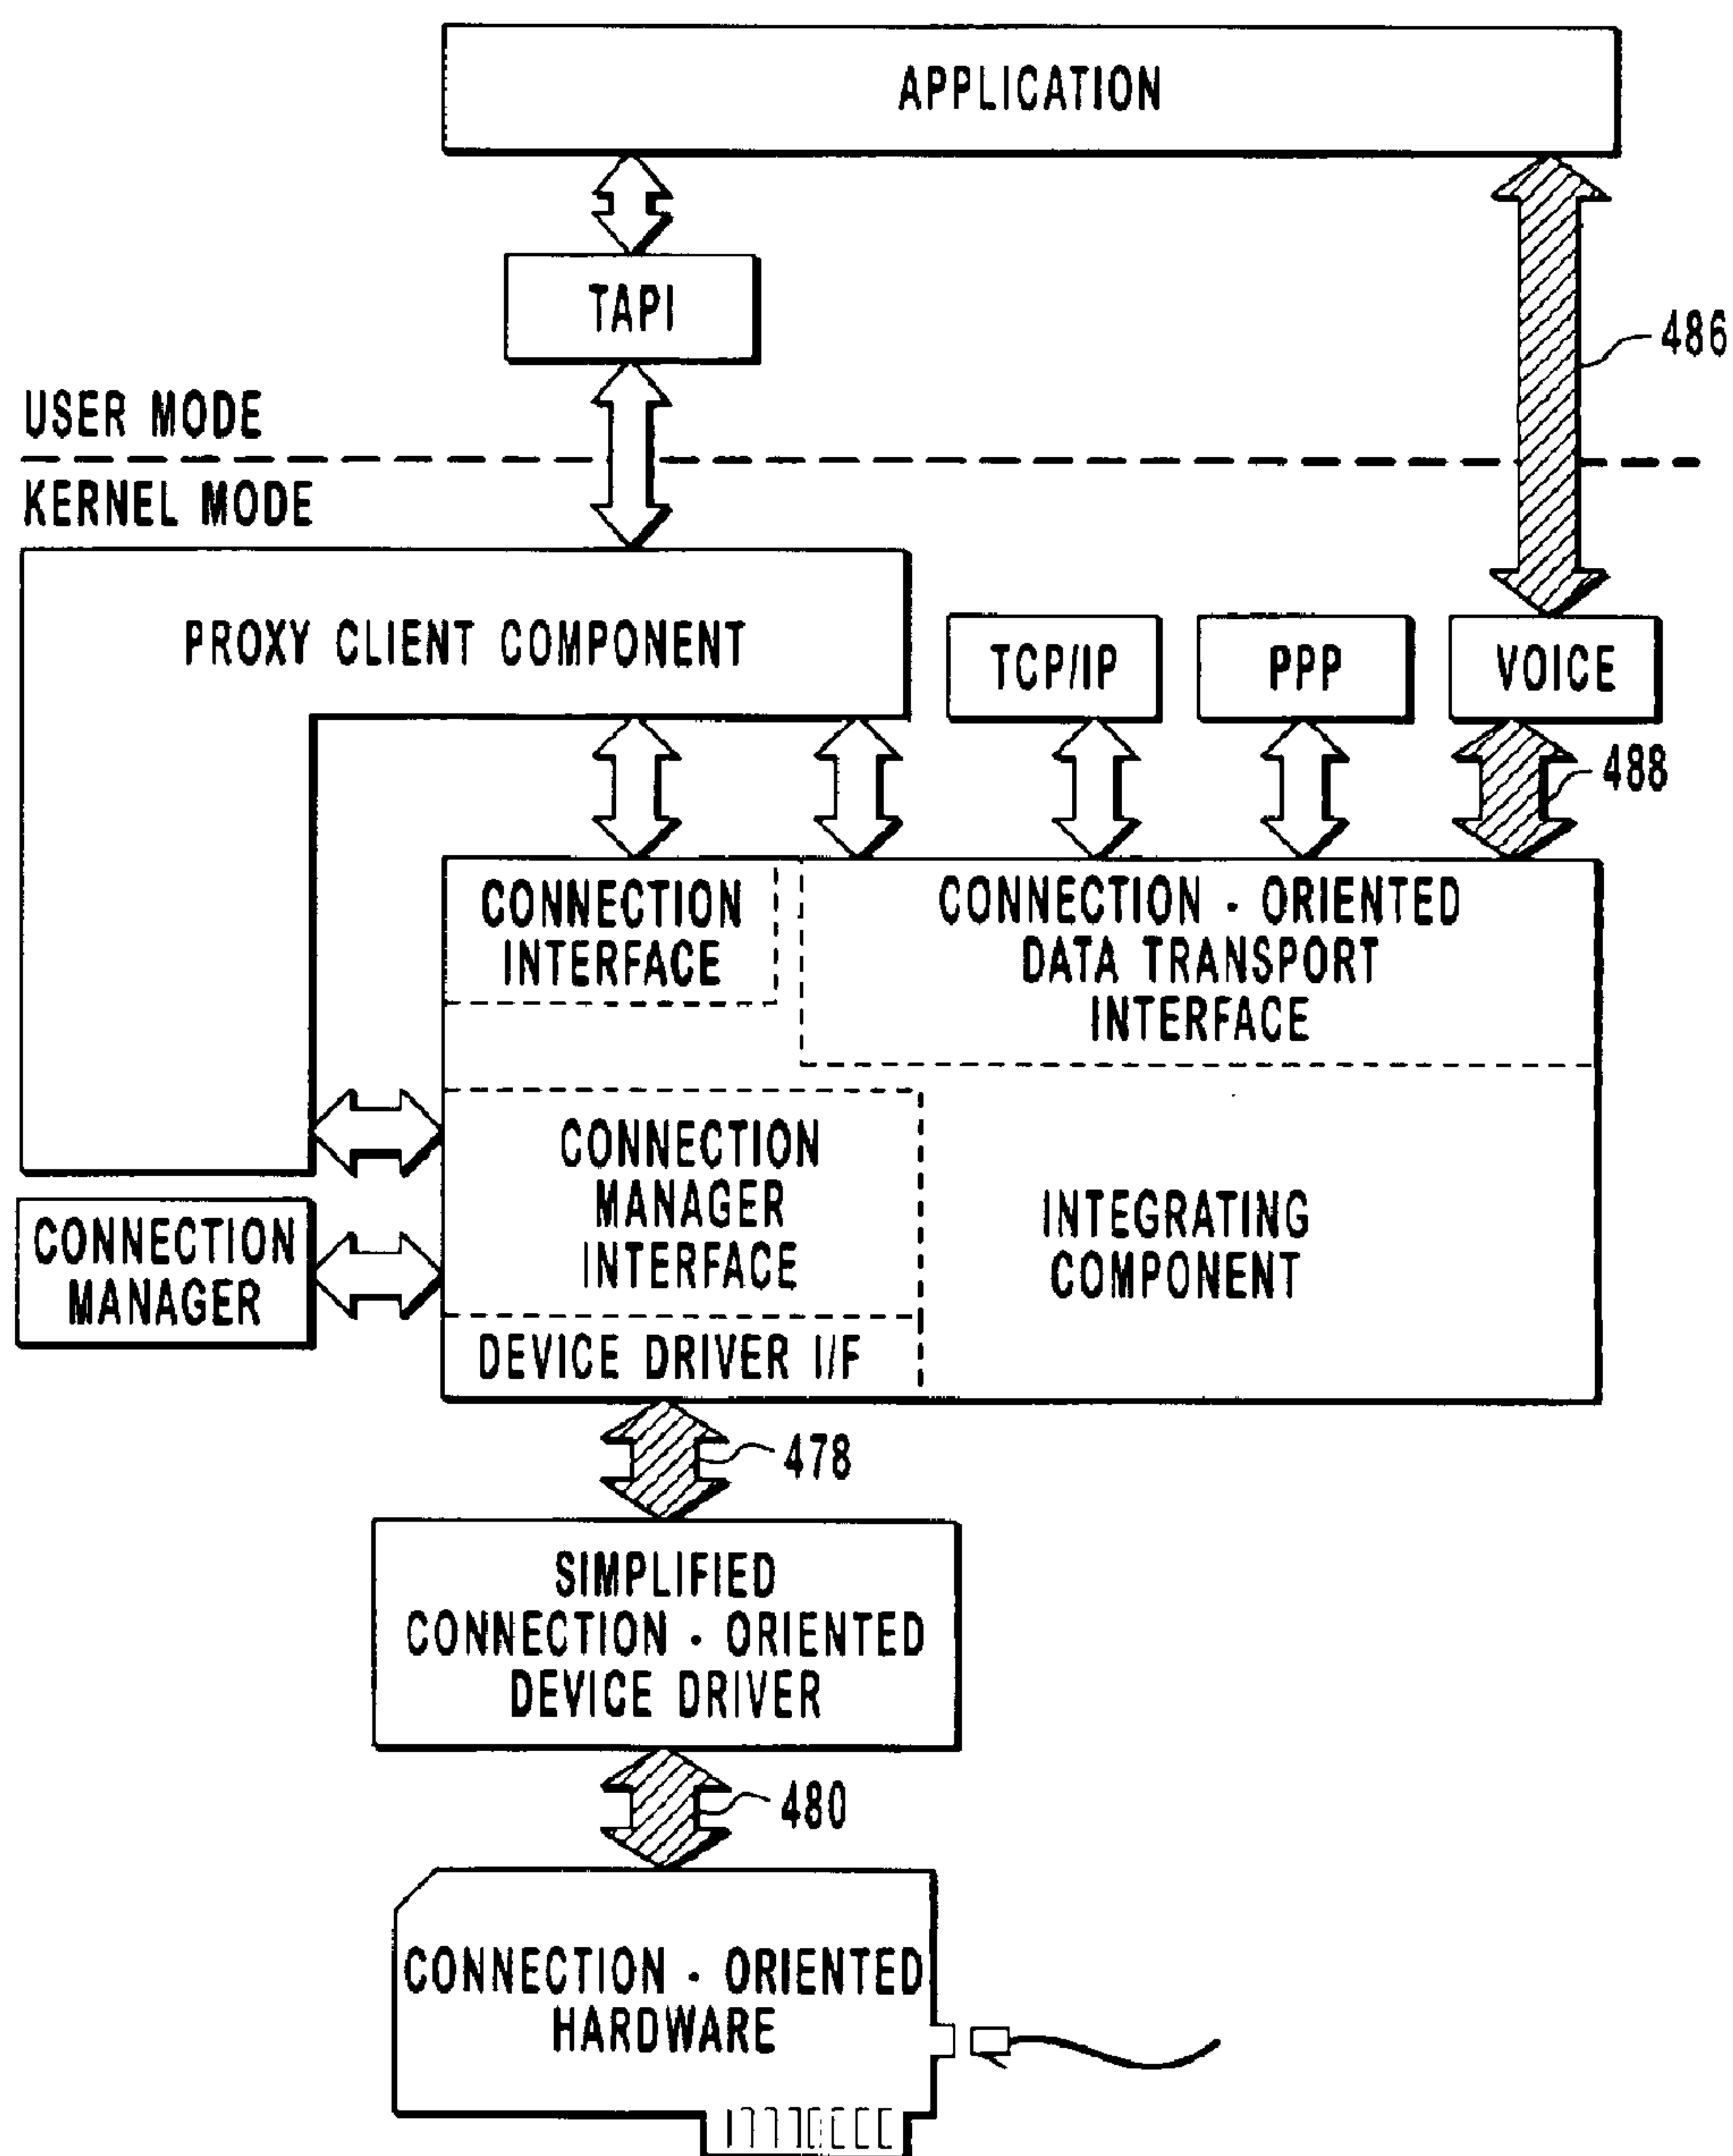 APPLICATION
TAPI
486
USER MODE
KERNEL MODE
PROXY CLIENT COMPONENT
TCP/IP
PPP
VOICE
488
CONNECTION
INTERFACE
CONNECTION - ORIENTED
DATA TRANSPORT
INTERFACE
CONNECTION
MANAGER
INTERFACE
INTEGRATING
COMPONENT
CONNECTION
MANAGER
DEVICE DRIVER I/F
478
SIMPLIFIED
CONNECTION - ORIENTED
DEVICE DRIVER
480
CONNECTION - ORIENTED
HARDWARE